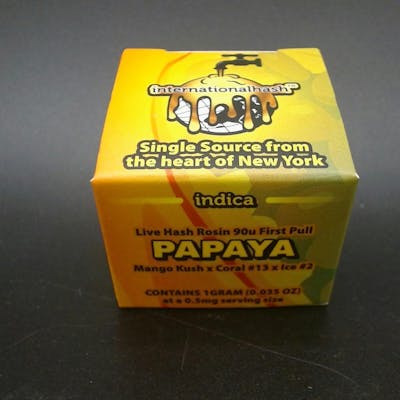 internationalhash
Single Source from
the heart of New York
indica
Live Hash Rosin 90u First Pull
PAPAYA
Mango Kush x Coral #13 x Ice #2
CONTAINS 1GRAM (0.035 OZ)
at a 0.5mg serving size